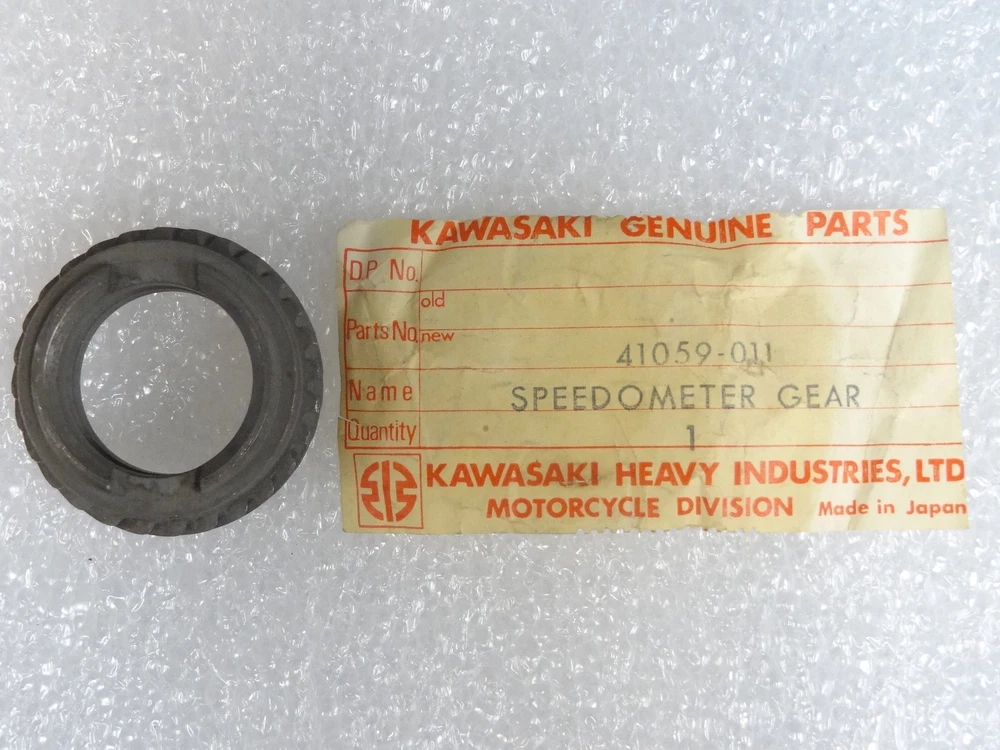 KAWASAKI GENUINE PARTS
D.P. No.
old
Parts No. new
41059-011
Name SPEEDOMETER GEAR
Quantity 1
KAWASAKI HEAVY INDUSTRIES, LTD
MOTORCYCLE DIVISION Made in Japan